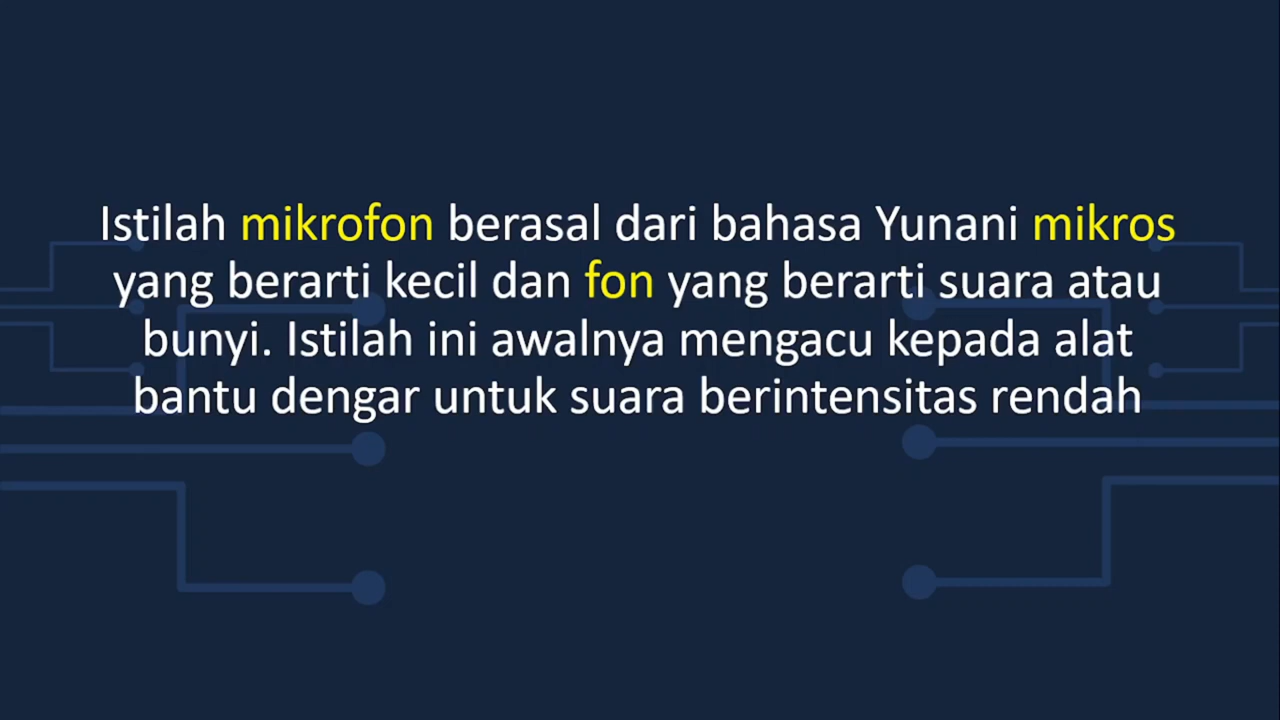 Istilah mikrofon berasal dari bahasa Yunani mikros
yang berarti kecil dan fon yang berarti suara atau
bunyi. Istilah ini awalnya mengacu kepada alat
bantu dengar untuk suara berintensitas rendah